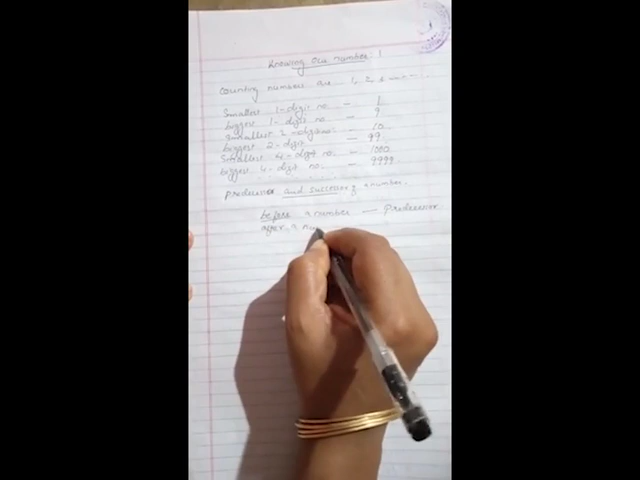 Knowing our number: 1
Counting numbers are 1, 2, 3
Smallest 1-digit no. - 1
biggest 1-digit no - 9
Smallest 2-digit no. - 10
biggest 2-digit - 99
Smallest 4-digit no. - 1000
biggest 4-digit no. - 9999
and successor a number.
before a number — Predecessor
after a nu